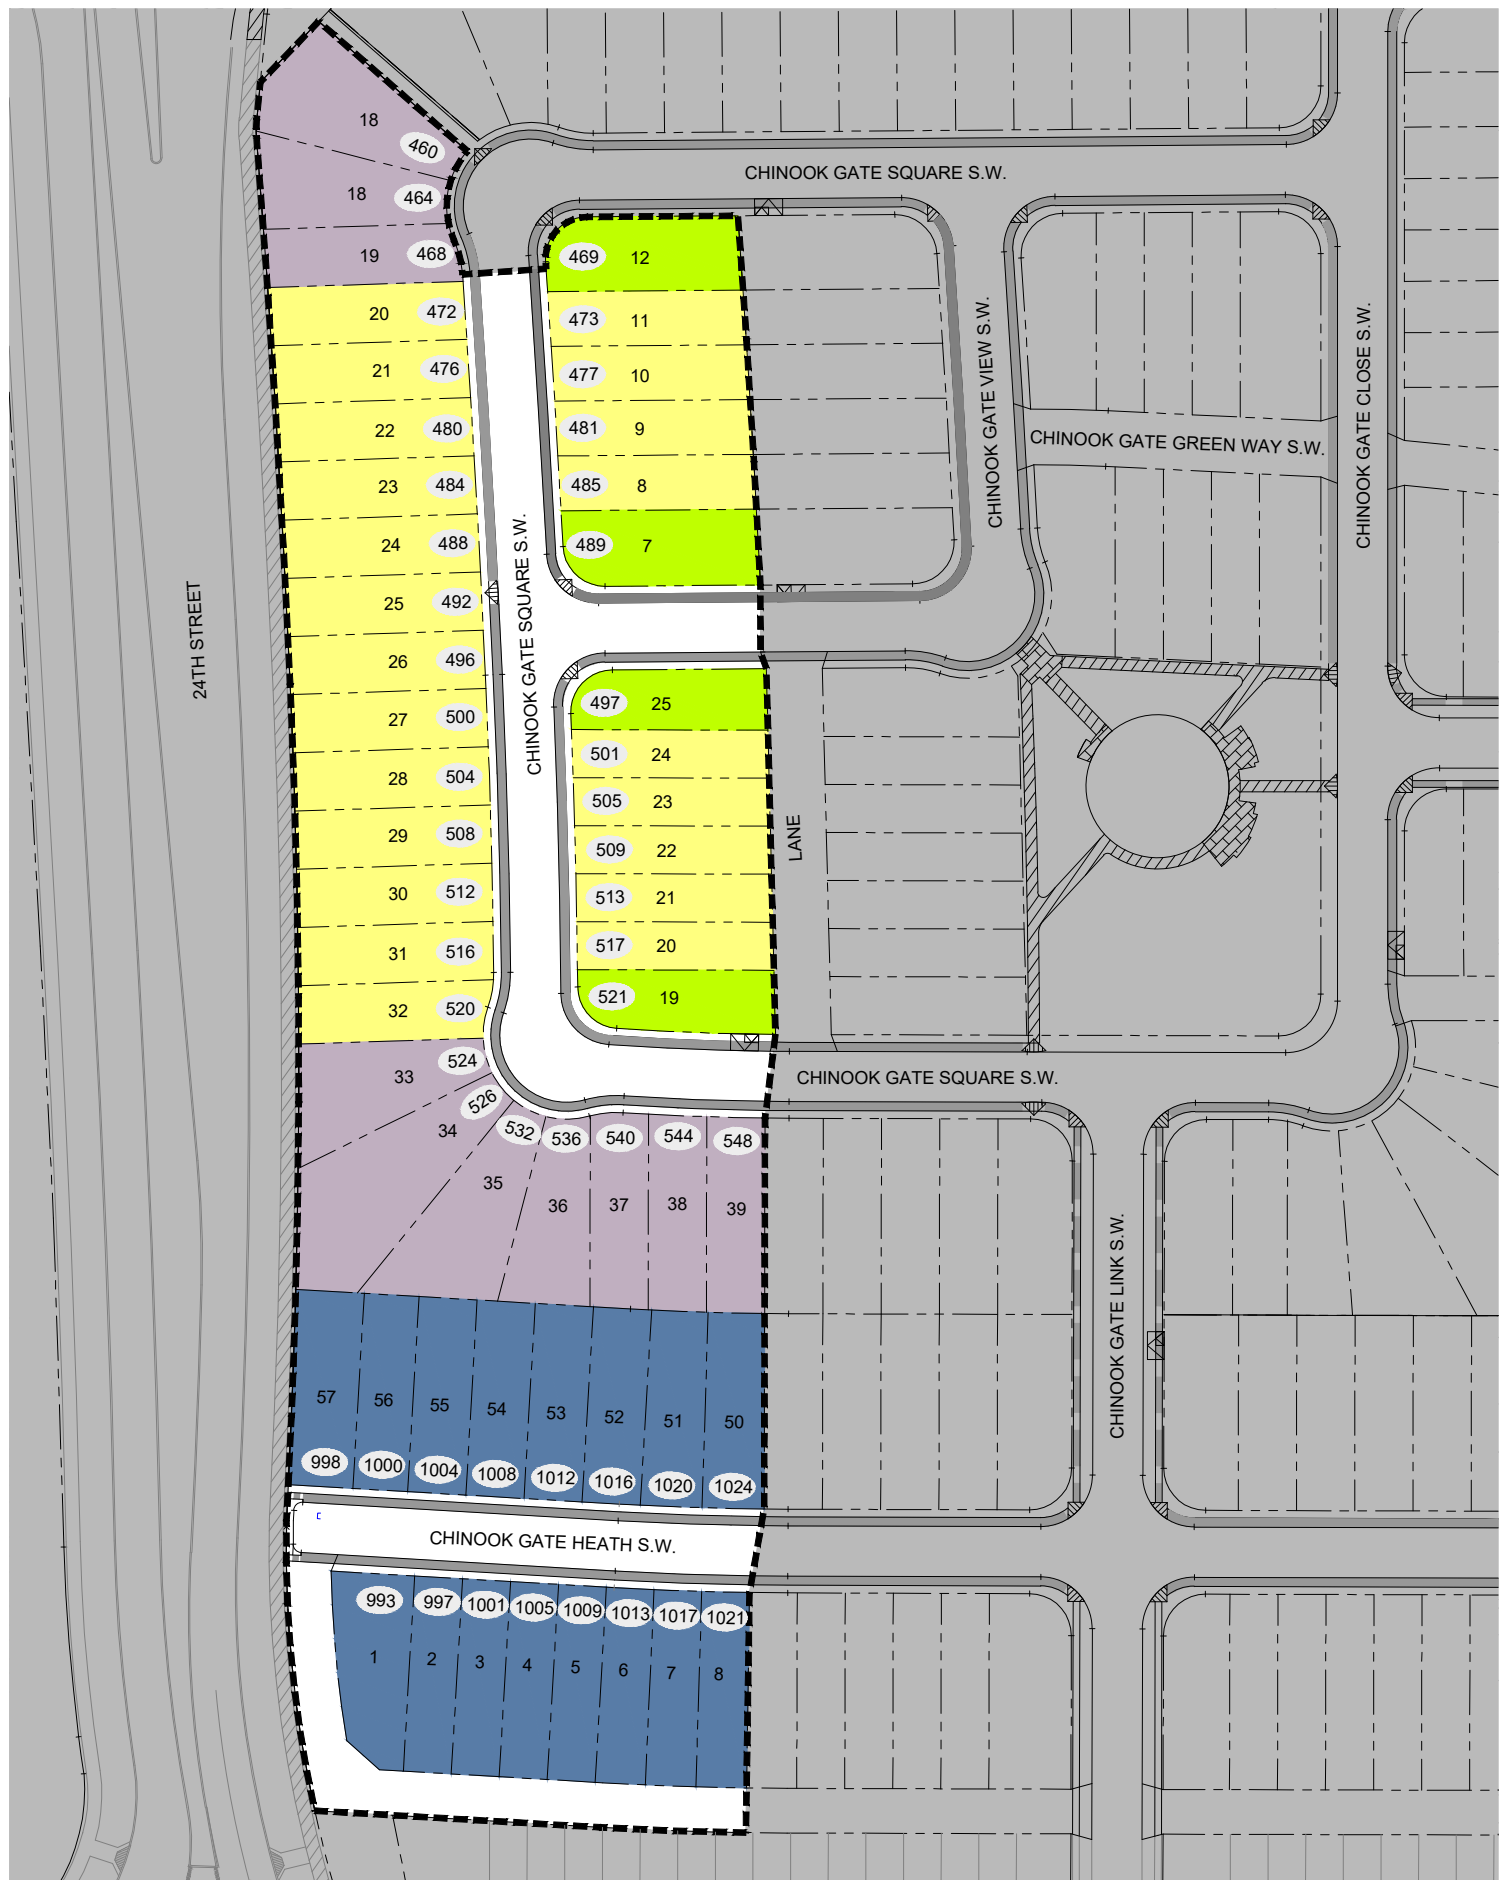 18
460
CHINOOK GATE SQUARE S.W.
18 464
19 468
469 12
20 472
473 11
21 476
477 10
22 480
481 9
CHINOOK GATE VIEW S.W.
CHINOOK GATE GREEN WAY S.W.
CHINOOK GATE CLOSE S.W.
23 484
485 8
24 488
489 7
25 492
CHINOOK GATE SQUARE S.W.
24TH STREET
26 496
27 500
497 25
28 504
501 24
505 23
29 508
509 22
LANE
30 512
513 21
31 516
517 20
32 520
521 19
33 524
CHINOOK GATE SQUARE S.W.
526
34
532 536 540 544 548
35
36 37 38 39
CHINOOK GATE LINK S.W.
57 56 55 54 53 52 51 50
998 1000 1004 1008 1012 1016 1020 1024
CHINOOK GATE HEATH S.W.
993 997 1001 1005 1009 1013 1017 1021
1 2 3 4 5 6 7 8